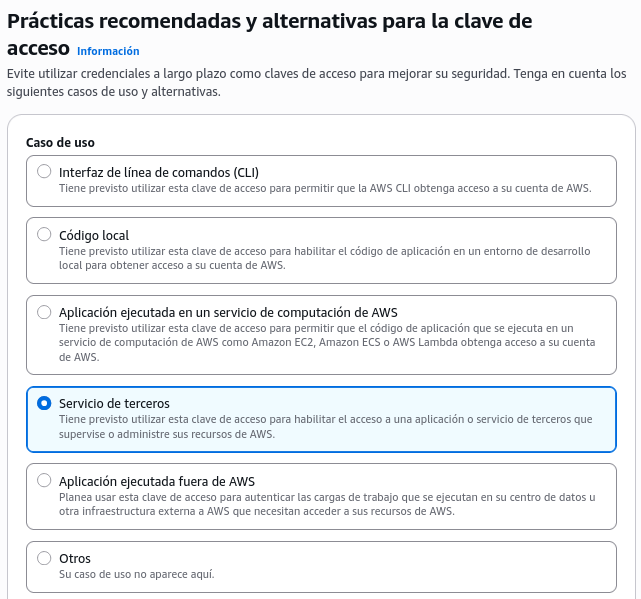 Prácticas recomendadas y alternativas para la clave de
acceso Información
Evite utilizar credenciales a largo plazo como claves de acceso para mejorar su seguridad. Tenga en cuenta los
siguientes casos de uso y alternativas.
Caso de uso
Interfaz de línea de comandos (CLI)
Tiene previsto utilizar esta clave de acceso para permitir que la AWS CLI obtenga acceso a su cuenta de AWS.
Código local
Tiene previsto utilizar esta clave de acceso para habilitar el código de aplicación en un entorno de desarrollo
local para obtener acceso a su cuenta de AWS.
Aplicación ejecutada en un servicio de computación de AWS
Tiene previsto utilizar esta clave de acceso para permitir que el código de aplicación que se ejecuta en un
servicio de computación de AWS como Amazon EC2, Amazon ECS o AWS Lambda obtenga acceso a su cuenta
de AWS.
Servicio de terceros
Tiene previsto utilizar esta clave de acceso para habilitar el acceso a una aplicación o servicio de terceros que
supervise o administre sus recursos de AWS.
Aplicación ejecutada fuera de AWS
Planea usar esta clave de acceso para autenticar las cargas de trabajo que se ejecutan en su centro de datos u
otra infraestructura externa a AWS que necesitan acceder a sus recursos de AWS.
Otros
Su caso de uso no aparece aquí.